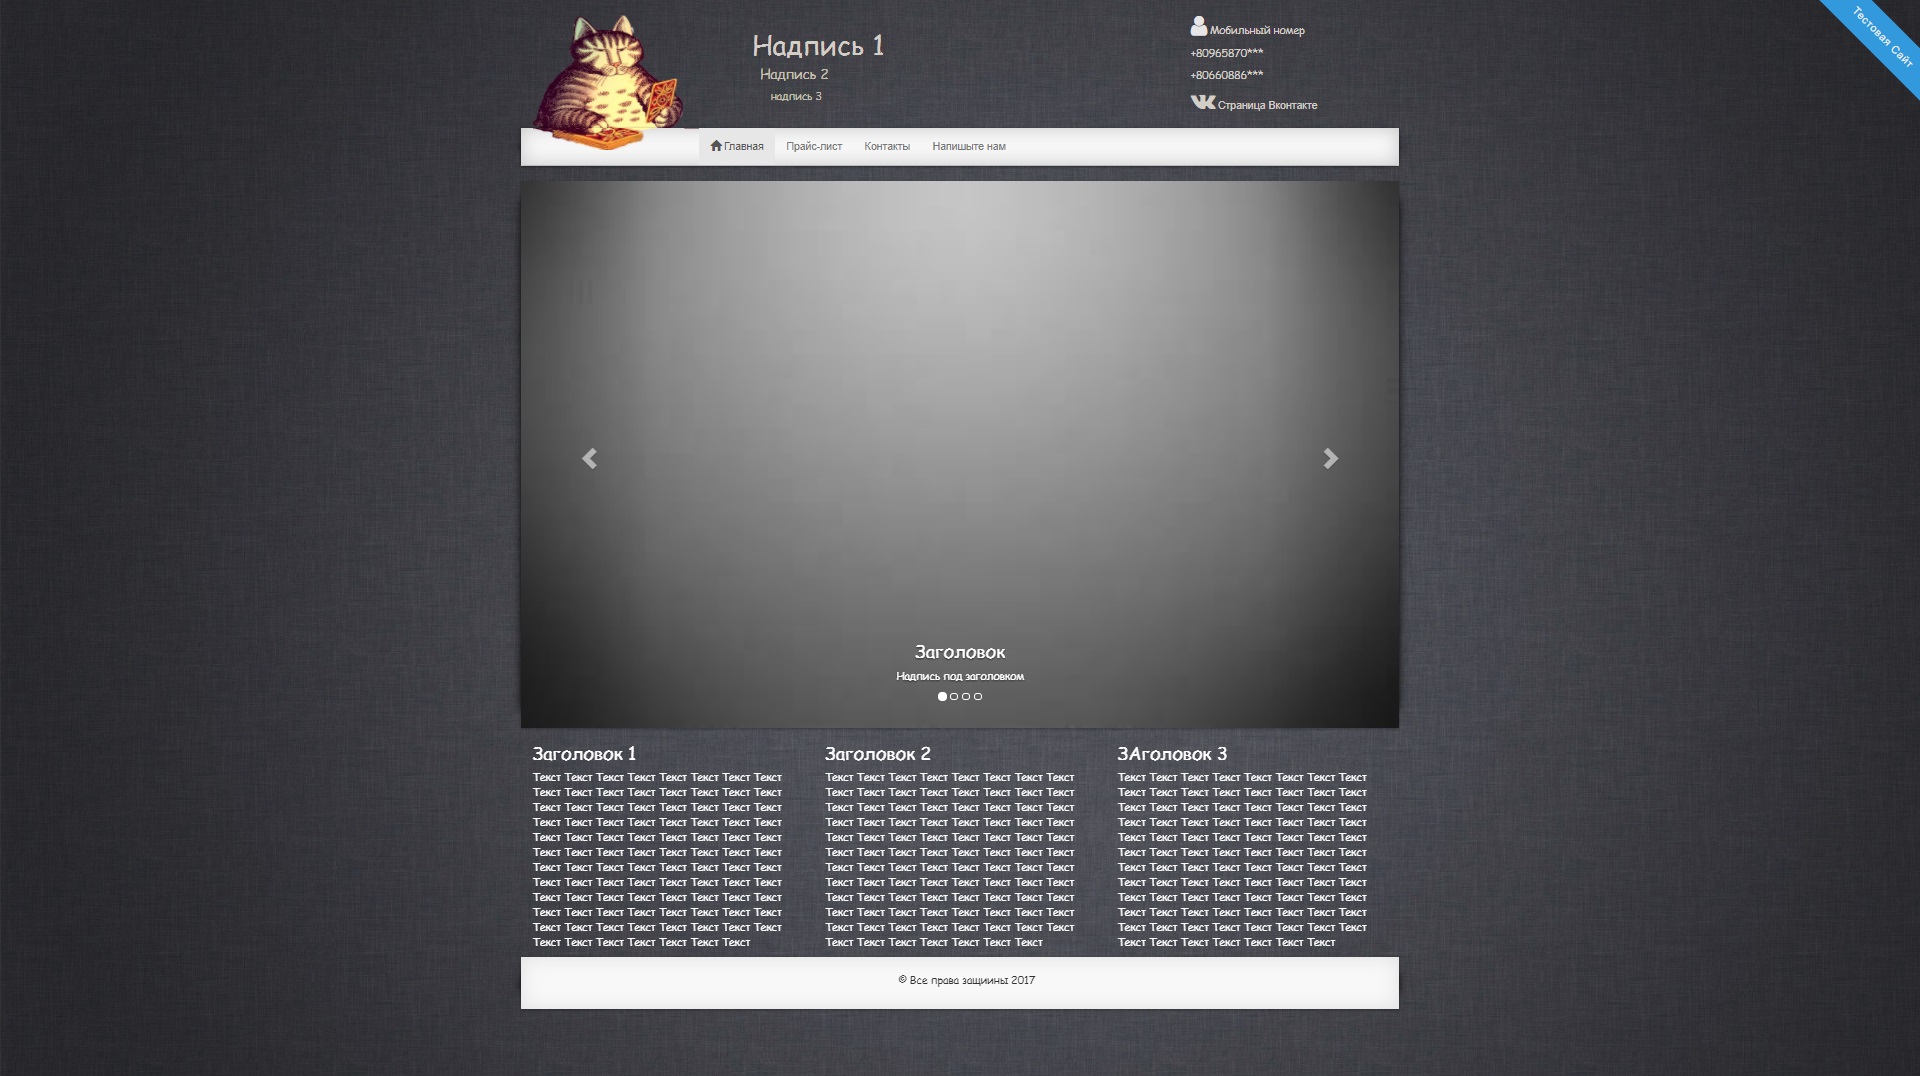 Надпись 1
Надпись 2
надпись 3
Мобильный номер
+80965870***
+80660886***
Страница Вконтакте
Тестовая Сайт
Главная Прайс-лист Контакты Напишыте нам
Заголовок
Надпись под заголовком
Заголовок 1
Текст Текст Текст Текст Текст Текст Текст Текст
Текст Текст Текст Текст Текст Текст Текст Текст
Текст Текст Текст Текст Текст Текст Текст Текст
Текст Текст Текст Текст Текст Текст Текст Текст
Текст Текст Текст Текст Текст Текст Текст Текст
Текст Текст Текст Текст Текст Текст Текст Текст
Текст Текст Текст Текст Текст Текст Текст Текст
Текст Текст Текст Текст Текст Текст Текст Текст
Текст Текст Текст Текст Текст Текст Текст Текст
Текст Текст Текст Текст Текст Текст Текст Текст
Текст Текст Текст Текст Текст Текст Текст Текст
Текст Текст Текст Текст Текст Текст Текст
Заголовок 2
Текст Текст Текст Текст Текст Текст Текст Текст
Текст Текст Текст Текст Текст Текст Текст Текст
Текст Текст Текст Текст Текст Текст Текст Текст
Текст Текст Текст Текст Текст Текст Текст Текст
Текст Текст Текст Текст Текст Текст Текст Текст
Текст Текст Текст Текст Текст Текст Текст Текст
Текст Текст Текст Текст Текст Текст Текст Текст
Текст Текст Текст Текст Текст Текст Текст Текст
Текст Текст Текст Текст Текст Текст Текст Текст
Текст Текст Текст Текст Текст Текст Текст Текст
Текст Текст Текст Текст Текст Текст Текст Текст
Текст Текст Текст Текст Текст Текст Текст
ЗАголовок 3
Текст Текст Текст Текст Текст Текст Текст Текст
Текст Текст Текст Текст Текст Текст Текст Текст
Текст Текст Текст Текст Текст Текст Текст Текст
Текст Текст Текст Текст Текст Текст Текст Текст
Текст Текст Текст Текст Текст Текст Текст Текст
Текст Текст Текст Текст Текст Текст Текст Текст
Текст Текст Текст Текст Текст Текст Текст Текст
Текст Текст Текст Текст Текст Текст Текст Текст
Текст Текст Текст Текст Текст Текст Текст Текст
Текст Текст Текст Текст Текст Текст Текст Текст
Текст Текст Текст Текст Текст Текст Текст Текст
Текст Текст Текст Текст Текст Текст Текст
© Все права защиины 2017